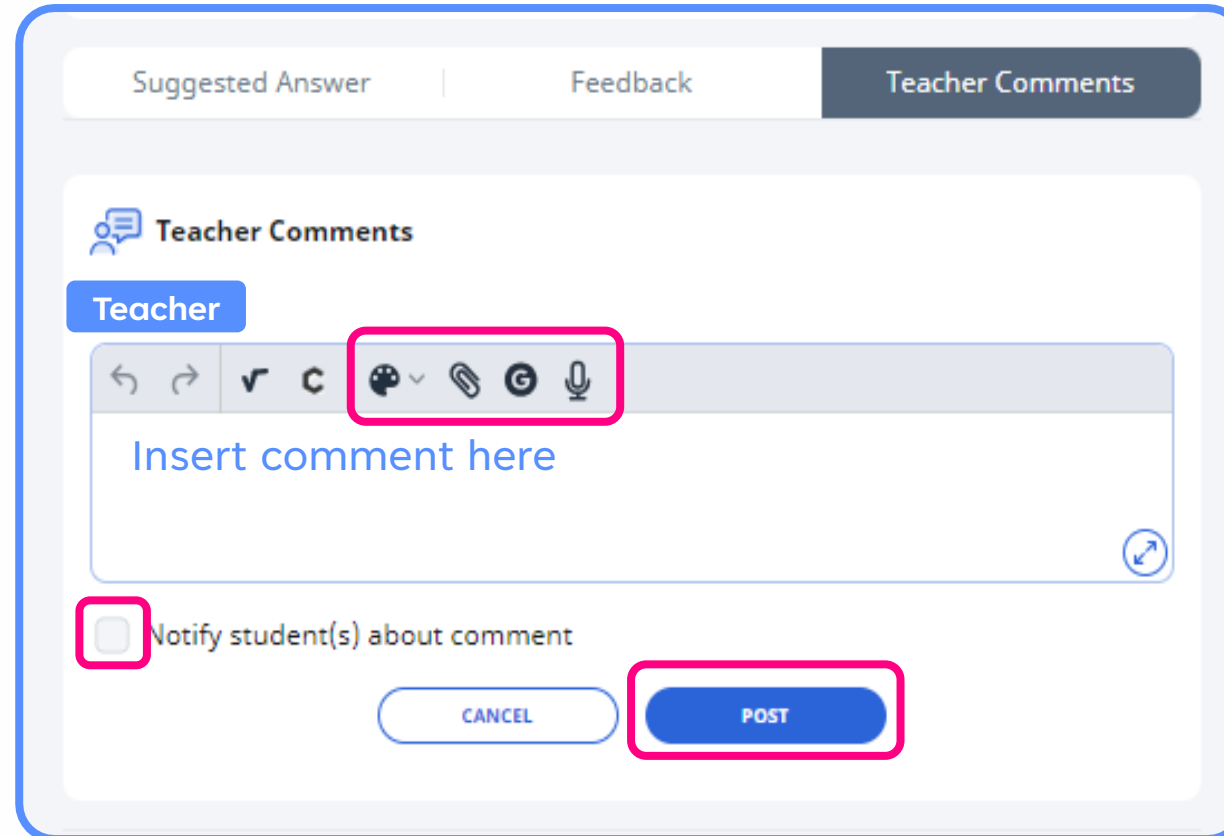 Suggested Answer Feedback Teacher Comments
Teacher Comments
Teacher
Insert comment here
Notify student(s) about comment
CANCEL POST